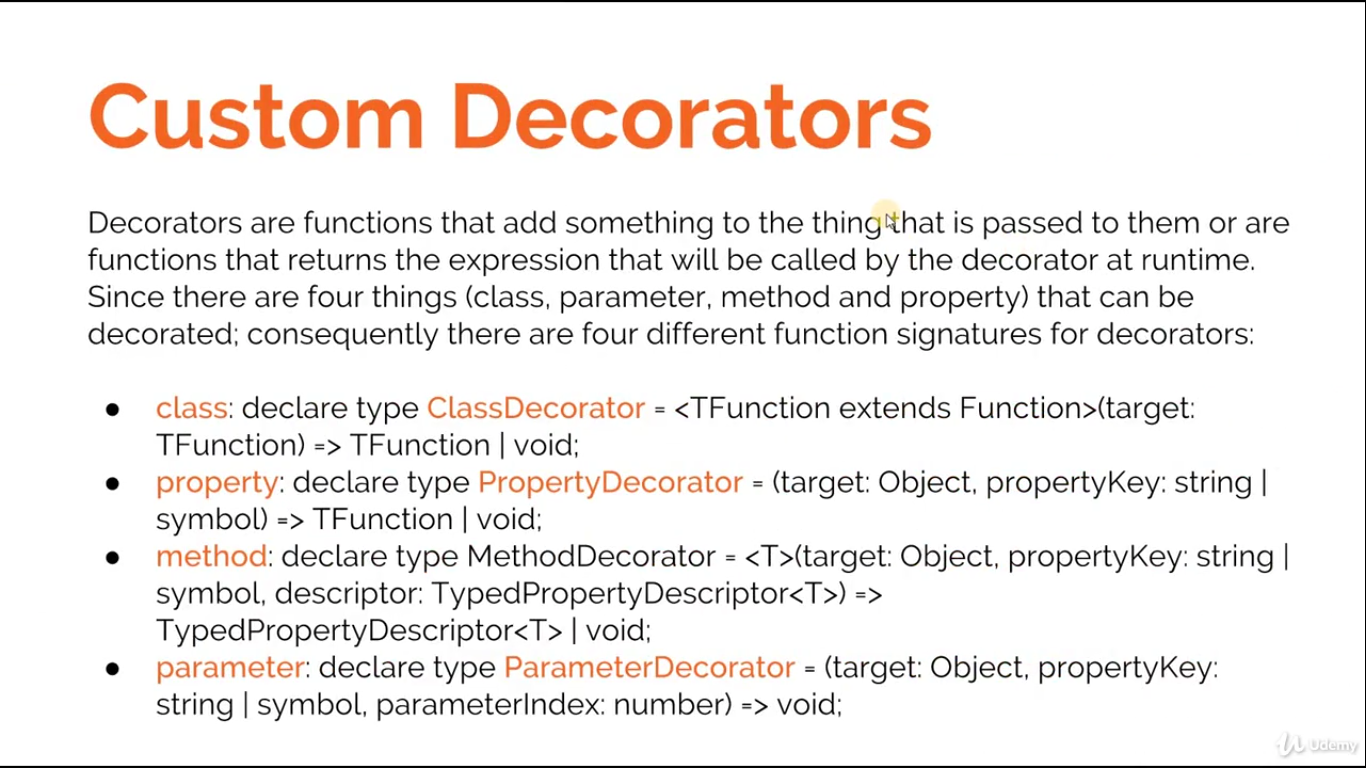 Custom Decorators
Decorators are functions that add something to the thing that is passed to them or are
functions that returns the expression that will be called by the decorator at runtime.
Since there are four things (class, parameter, method and property) that can be
decorated; consequently there are four different function signatures for decorators:
● class: declare type ClassDecorator = <TFunction extends Function>(target:
TFunction) => TFunction | void;
● property: declare type PropertyDecorator = (target: Object, propertyKey: string |
symbol) => TFunction | void;
● method: declare type MethodDecorator = <T>(target: Object, propertyKey: string |
symbol, descriptor: TypedPropertyDescriptor<T>) =>
TypedPropertyDescriptor<T> | void;
● parameter: declare type ParameterDecorator = (target: Object, propertyKey:
string | symbol, parameterIndex: number) => void;
Udemy